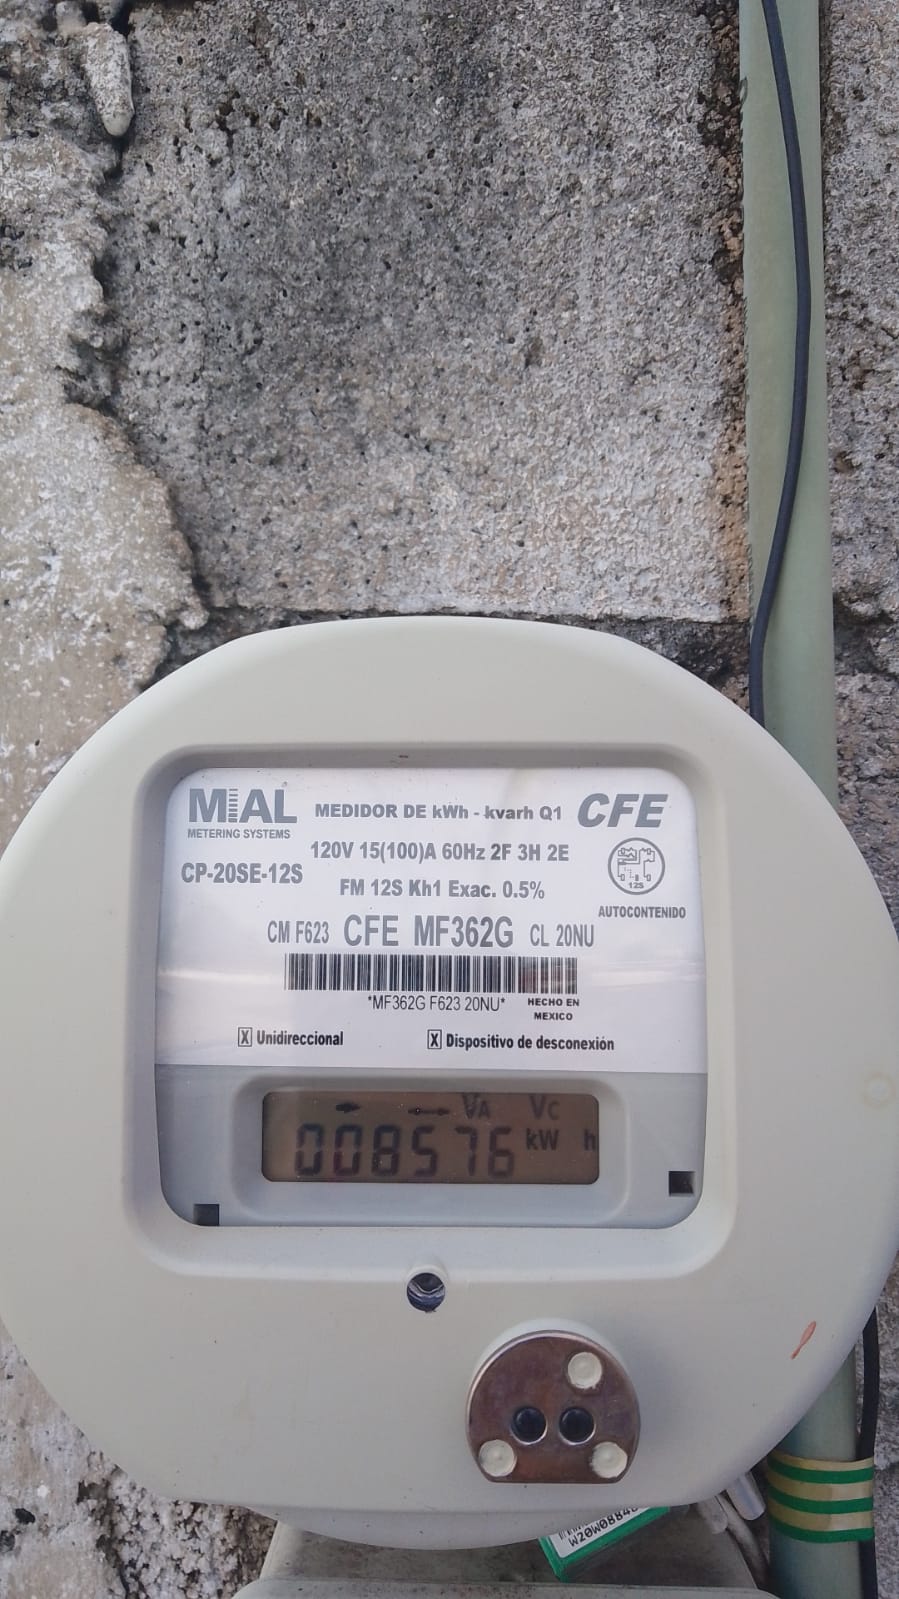 MIAL
METERING SYSTEMS
MEDIDOR DE kWh - kvarh Q1
CFE
CP-20SE-12S
120V 15(100)A 60Hz 2F 3H 2E
FM 12S Kh1 Exac. 0.5%
12S
AUTOCONTENIDO
CM F623 CFE MF362G CL 20NU
*MF362G F623 20NU*
HECHO EN
MEXICO
X Unidireccional
X Dispositivo de desconexión
VA VC
008576 kW h